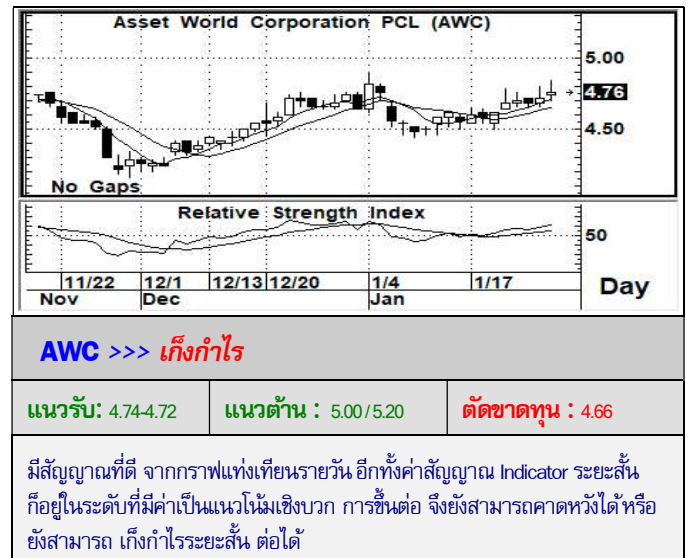 Asset World Corporation PCL (AWC)
5.00
4.76
4.50
No Gaps
Relative Strength Index
50
11/22 12/1 12/13 12/20 1/4 1/17
Nov Dec Jan
Day
AWC >>> เก็งกำไร
แนวรับ: 4.74-4.72 แนวต้าน : 5.00/5.20 ตัดขาดทุน : 4.66
มีสัญญาณที่ดี จากกราฟแท่งเทียนรายวัน อีกทั้งค่าสัญญาณ Indicator ระยะสั้น
ก็อยู่ในระดับที่มีค่าเป็นแนวโน้มเชิงบวก การขึ้นต่อ จึงยังสามารถคาดหวังได้ หรือ
ยังสามารถ เก็งกำไรระยะสั้น ต่อได้